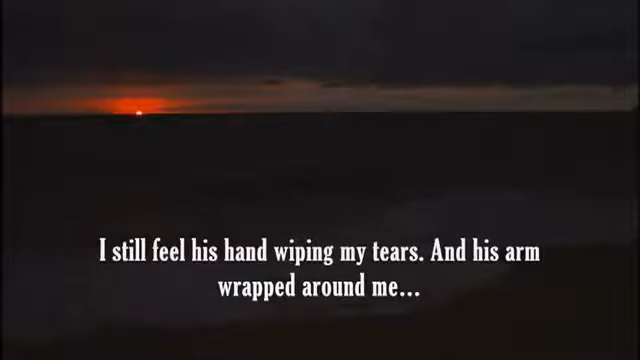 I still feel his hand wiping my tears. And his arm
wrapped around me...